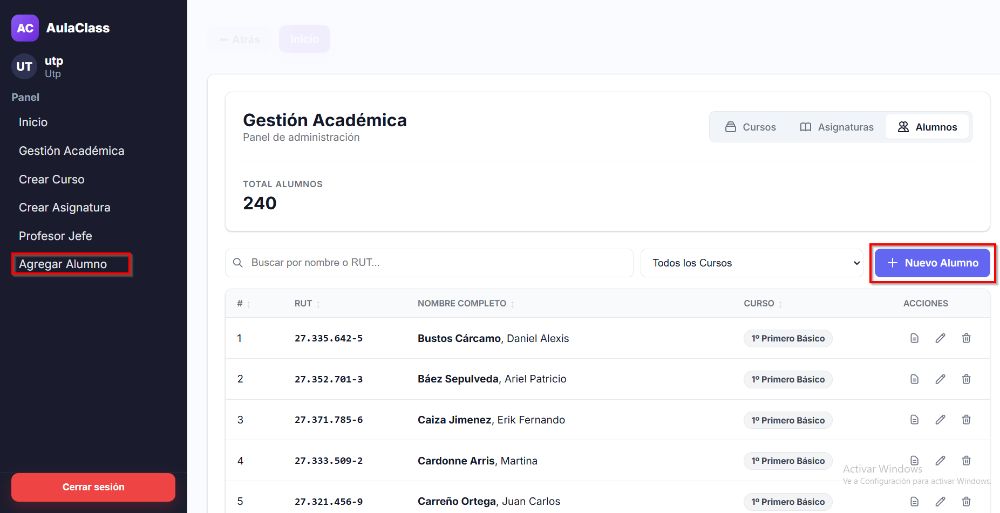 AC AulaClass
UT utp
Utp
Panel
Inicio
Gestión Académica
Crear Curso
Crear Asignatura
Profesor Jefe
Agregar Alumno
Cerrar sesión
← Atrás Inicio
Gestión Académica
Panel de administración
Cursos Asignaturas Alumnos
TOTAL ALUMNOS
240
Buscar por nombre o RUT... Todos los Cursos + Nuevo Alumno
# RUT NOMBRE COMPLETO CURSO ACCIONES
1 27.335.642-5 Bustos Cárcamo, Daniel Alexis 1º Primero Básico
2 27.352.701-3 Báez Sepulveda, Ariel Patricio 1º Primero Básico
3 27.371.785-6 Caiza Jimenez, Erik Fernando 1º Primero Básico
4 27.333.509-2 Cardonne Arris, Martina 1º Primero Básico
Activar Windows
Ve a Configuración para activar Windows.
5 27.321.456-9 Carreño Ortega, Juan Carlos 1º Primero Básico